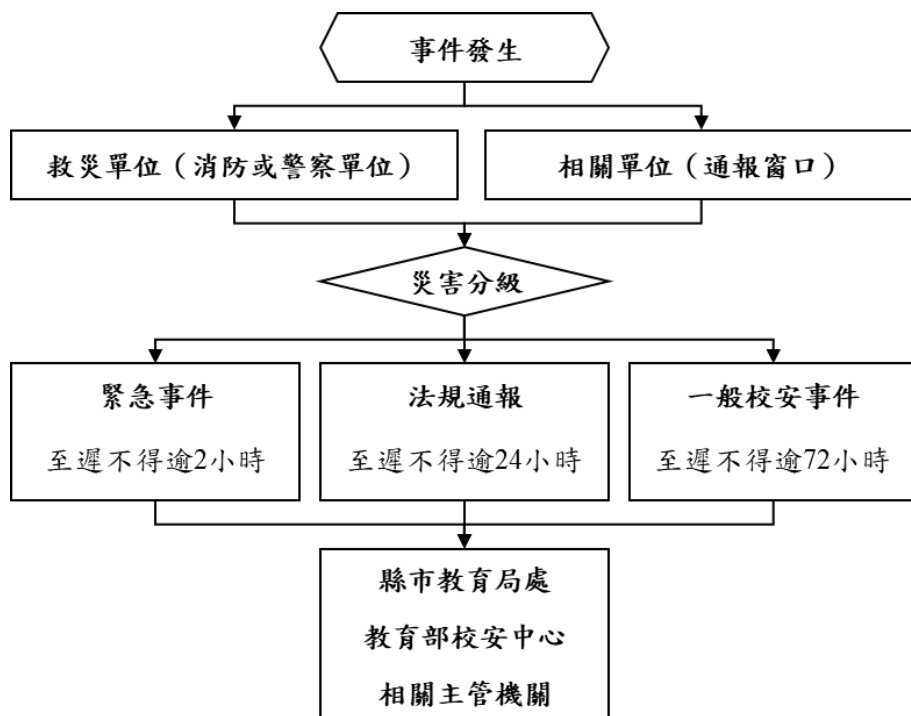 事件發生
救災單位（消防或警察單位）
相關單位（通報窗口）
災害分級
緊急事件
至遲不得逾2小時
法規通報
至遲不得逾24小時
一般校安事件
至遲不得逾72小時
縣市教育局處
教育部校安中心
相關主管機關